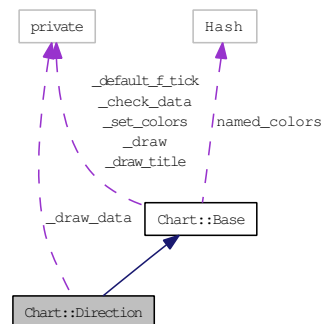 private
Hash
_default_f_tick
_check_data
_set_colors
_draw
_draw_title
named_colors
_draw_data
Chart::Base
Chart::Direction